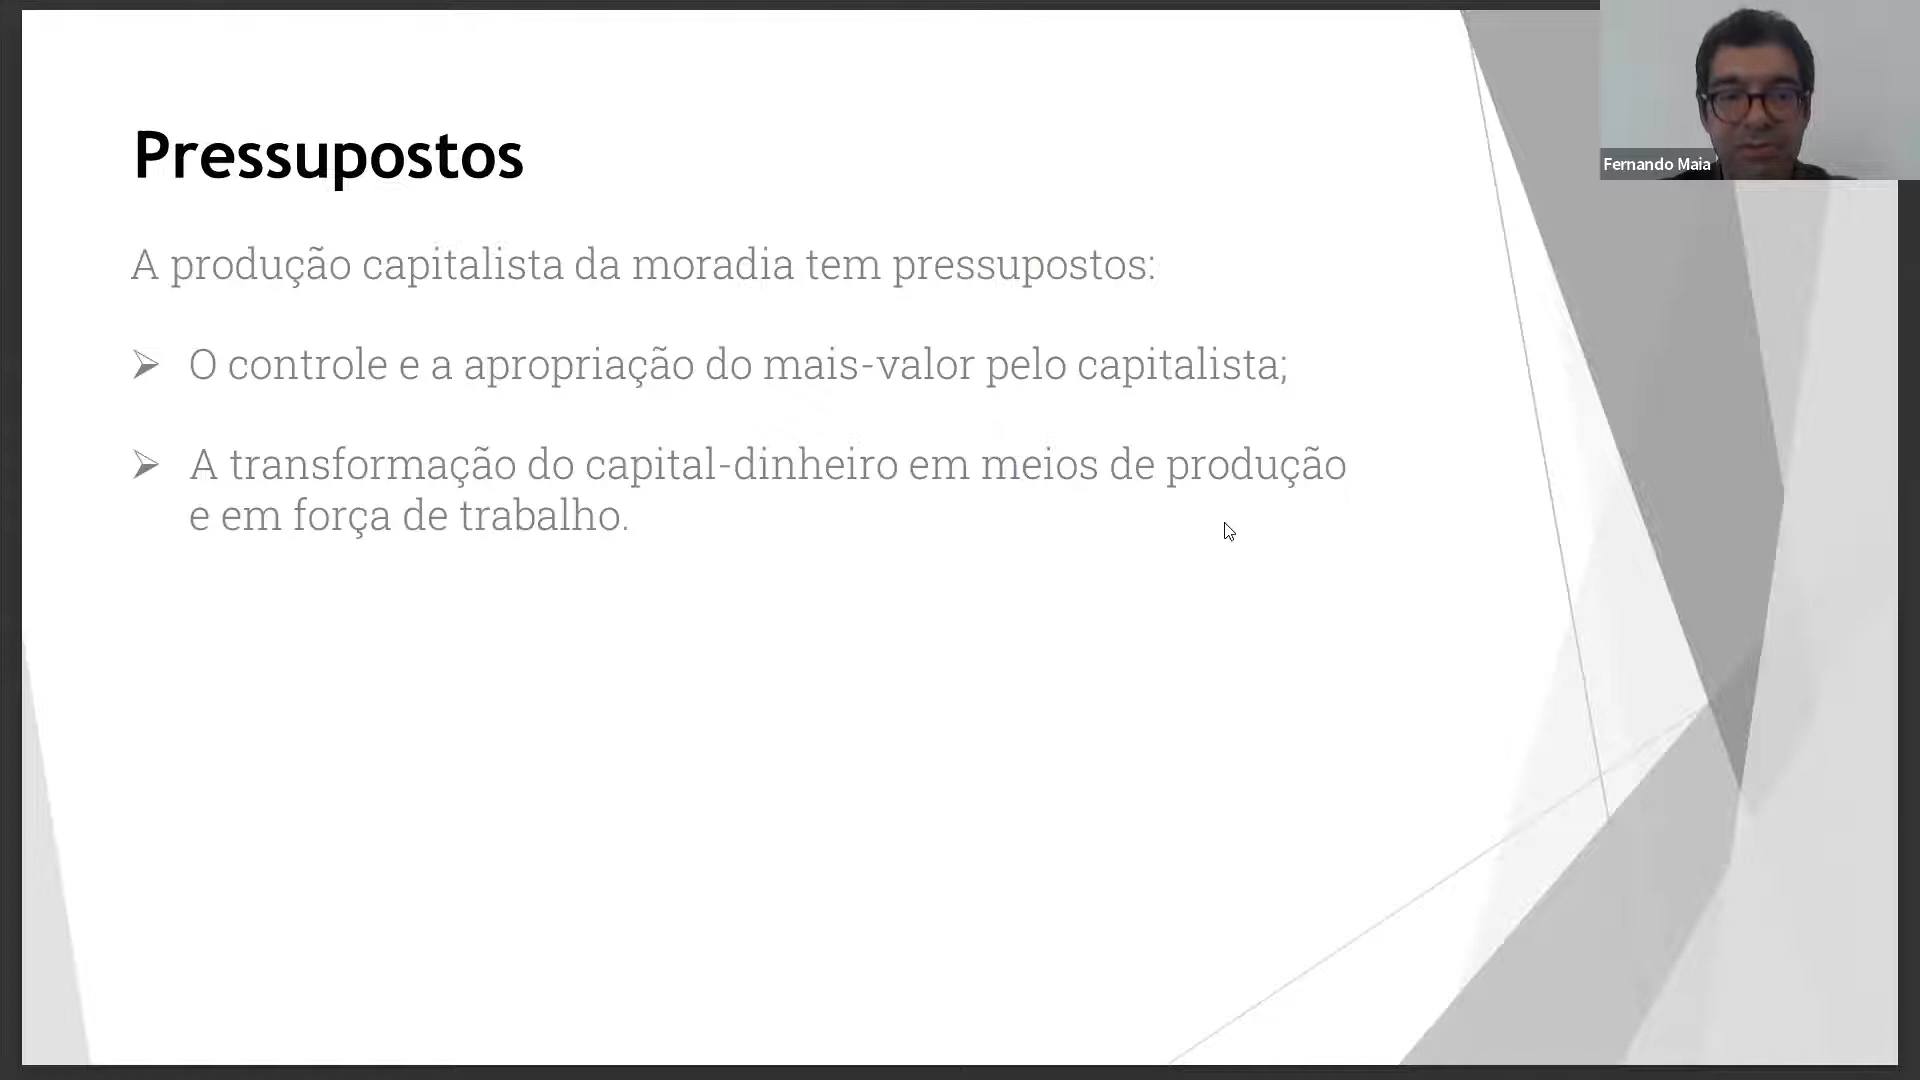 Pressupostos
Fernando Maia
A produção capitalista da moradia tem pressupostos:
➢ O controle e a apropriação do mais-valor pelo capitalista;
➢ A transformação do capital-dinheiro em meios de produção
e em força de trabalho.